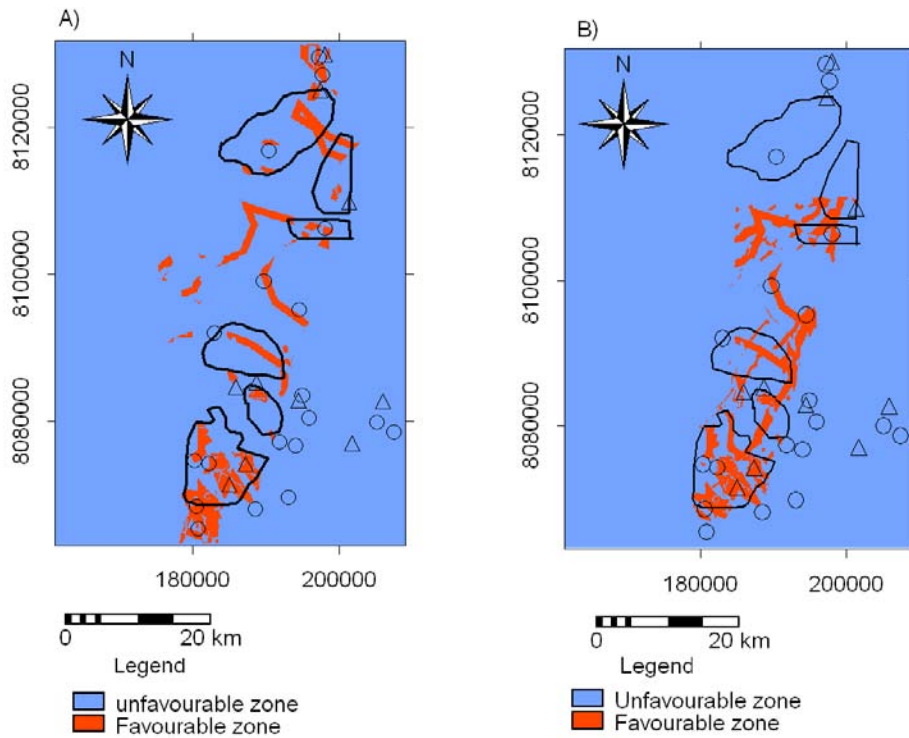 A)
N
8120000
8100000
8080000
180000 200000
0 20 km
Legend
unfavourable zone
Favourable zone
B)
N
8120000
8100000
8080000
180000 200000
0 20 km
Legend
Unfavourable zone
Favourable zone